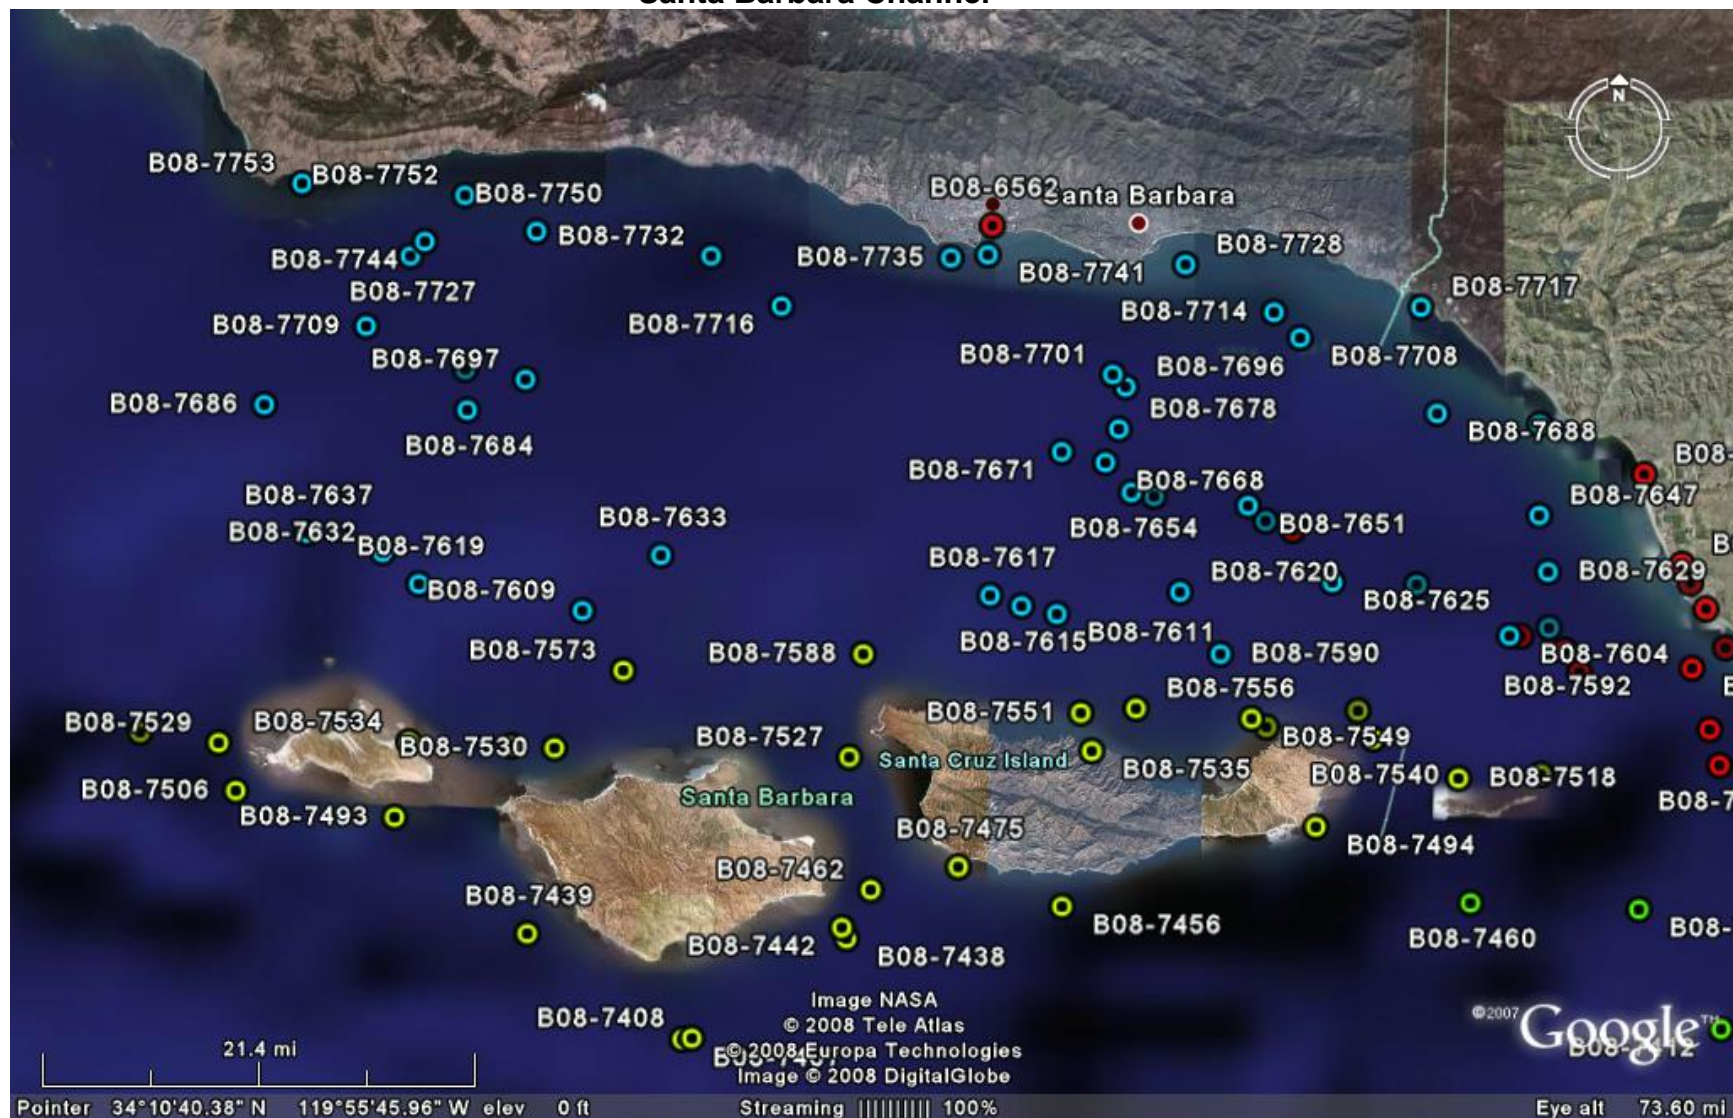 Santa Barbara Channel
N
B08-7753
B08-7752
B08-7750
B08-6562
Santa Barbara
B08-7732
B08-7728
B08-7744
B08-7735
B08-7741
B08-7727
B08-7717
B08-7709
B08-7716
B08-7714
B08-7697
B08-7701
B08-7696
B08-7708
B08-7686
B08-7678
B08-7684
B08-7688
B08-
B08-7671
B08-7668
B08-7637
B08-7647
B08-7632
B08-7633
B08-7654
B08-7651
B08-7619
B08-7617
B08-7620
B08-7629
B08-7609
B08-7625
B08-7573
B08-7588
B08-7615
B08-7611
B08-7590
B08-7604
B08-7592
B08-7556
B08-7551
B08-7529
B08-7534
B08-7530
B08-7527
B08-7549
Santa Cruz Island
B08-7535
B08-7540
B08-7518
B08-7506
Santa Barbara
B08-7
B08-7493
B08-7475
B08-7494
B08-7462
B08-7439
B08-7456
B08-7442
B08-7438
B08-7460
B08-
Image NASA
B08-7408
© 2008 Tele Atlas
©2007 Google™
21.4 mi
© 2008 Europa Technologies
Image © 2008 DigitalGlobe
Pointer 34°10'40.38" N 119°55'45.96" W elev 0 ft
Streaming |||||||||| 100%
Eye alt 73.60 mi